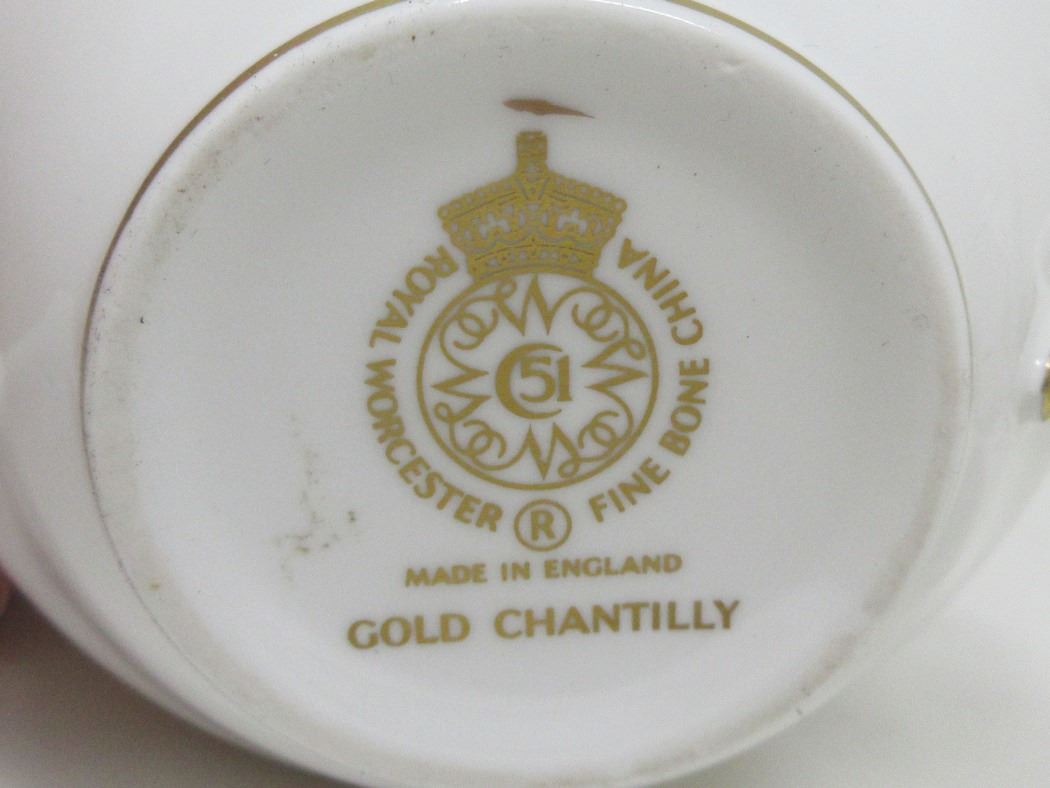 ROYAL WORCESTER ® FINE BONE CHINA
C51
MADE IN ENGLAND
GOLD CHANTILLY